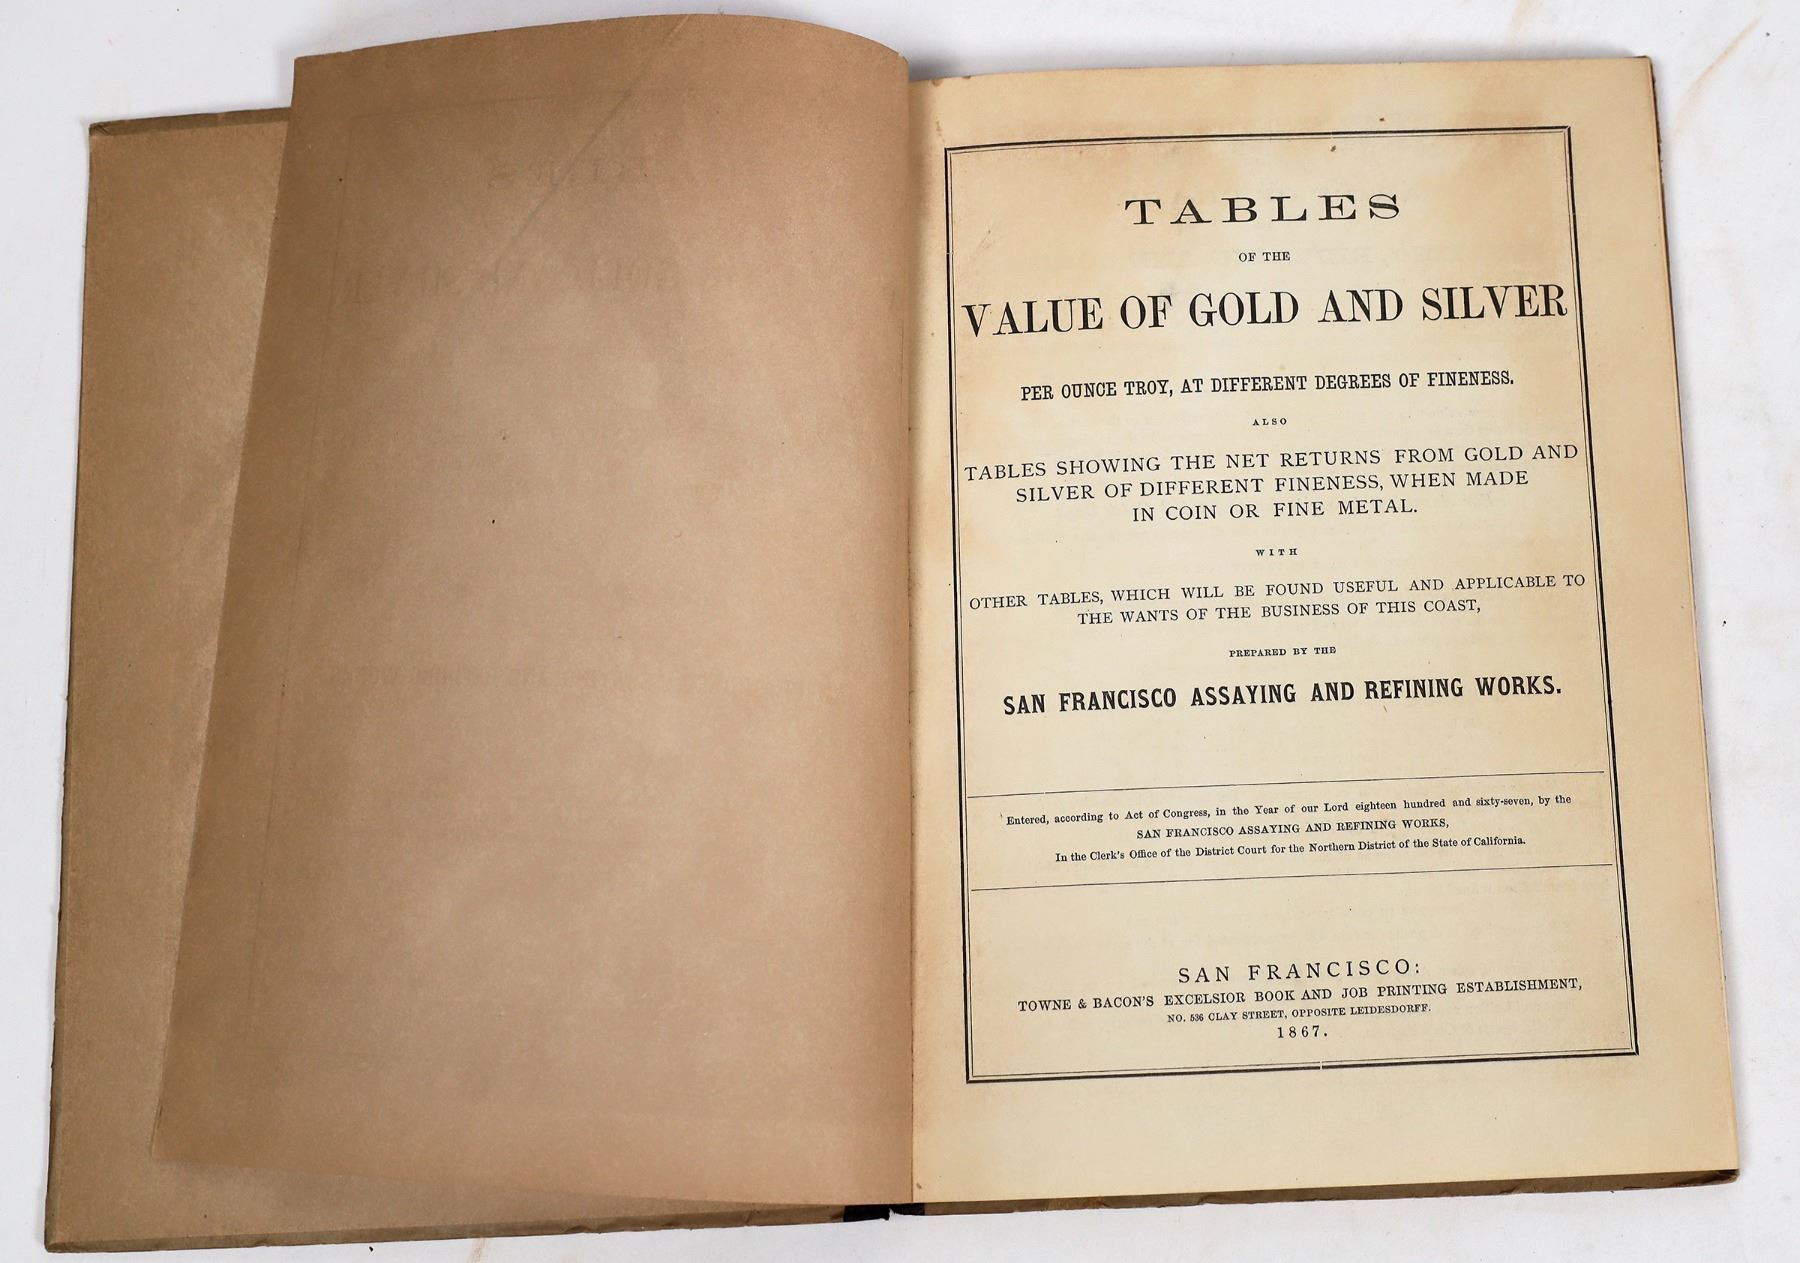 TABLES
OF THE
VALUE OF GOLD AND SILVER
PER OUNCE TROY, AT DIFFERENT DEGREES OF FINENESS.
ALSO
TABLES SHOWING THE NET RETURNS FROM GOLD AND
SILVER OF DIFFERENT FINENESS, WHEN MADE
IN COIN OR FINE METAL.
WITH
OTHER TABLES, WHICH WILL BE FOUND USEFUL AND APPLICABLE TO
THE WANTS OF THE BUSINESS OF THIS COAST,
PREPARED BY THE
SAN FRANCISCO ASSAYING AND REFINING WORKS.
Entered, according to Act of Congress, in the Year of our Lord eighteen hundred and sixty-seven, by the
SAN FRANCISCO ASSAYING AND REFINING WORKS,
In the Clerk's Office of the District Court for the Northern District of the State of California.
SAN FRANCISCO:
TOWNE & BACON'S EXCELSIOR BOOK AND JOB PRINTING ESTABLISHMENT,
NO. 536 CLAY STREET, OPPOSITE LEIDESDORFF.
1867.